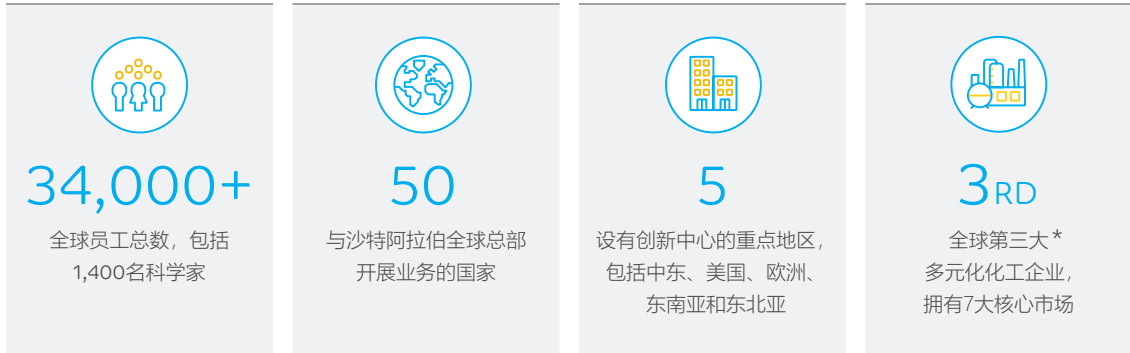 34,000+
全球员工总数，包括
1,400名科学家
50
与沙特阿拉伯全球总部
开展业务的国家
5
设有创新中心的重点地区，
包括中东、美国、欧洲、
东南亚和东北亚
3RD
全球第三大*
多元化化工企业，
拥有7大核心市场